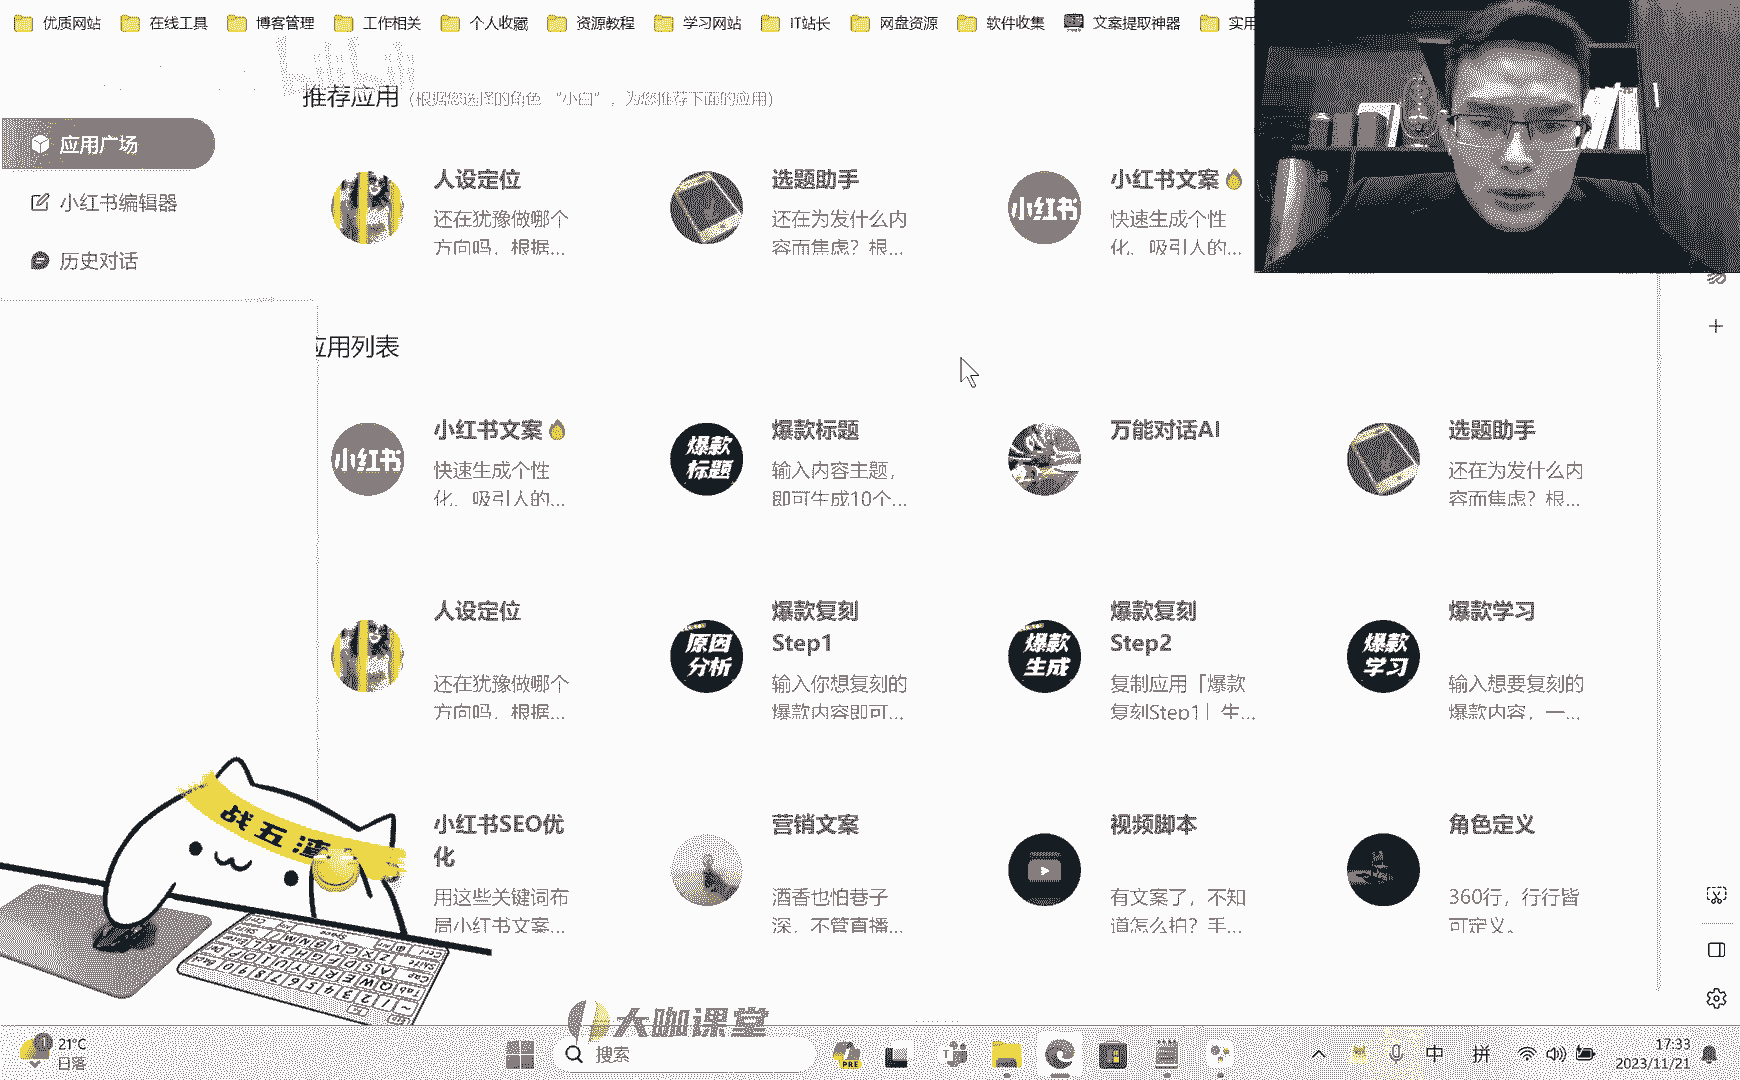 优质网站
在线工具
博客管理
工作相关
个人收藏
资源教程
学习网站
IT站长
网盘资源
软件收集
文案提取神器
实用
推荐应用 (根据您选择的角色 “小白”，为您推荐下面的应用)
应用广场
小红书编辑器
历史对话
人设定位
还在犹豫做哪个
方向吗，根据...
选题助手
还在为发什么内
容而焦虑？根...
小红书
小红书文案
快速生成个性
化、吸引人的...
应用列表
小红书
小红书文案
快速生成个性
化、吸引人的...
爆款
标题
爆款标题
输入内容主题，
即可生成10个...
万能对话AI
选题助手
还在为发什么内
容而焦虑？根...
人设定位
还在犹豫做哪个
方向吗，根据...
原因
分析
爆款复刻
Step1
输入你想复刻的
爆款内容即可...
爆款
生成
爆款复刻
Step2
复制应用「爆款
复刻Step1」生...
爆款
学习
爆款学习
输入想要复刻的
爆款内容，一...
小红书SEO优
化
用这些关键词布
局小红书文案...
营销文案
酒香也怕巷子
深，不管直播...
视频脚本
有文案了，不知
道怎么拍？手...
角色定义
360行，行行皆
可定义。
战五渣
大咖课堂
21°C
日落
搜索
PRE
中
拼
17:33
2023/11/21